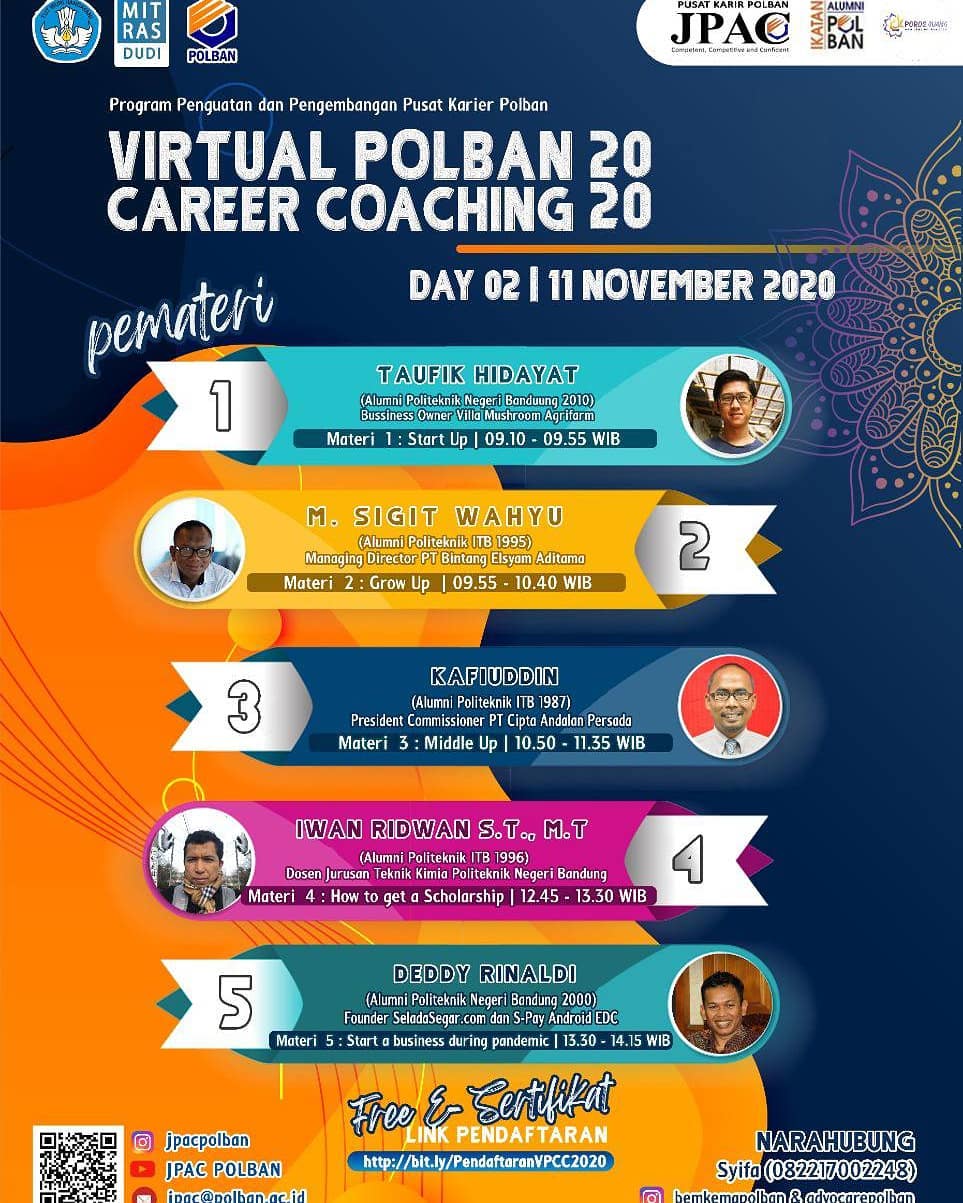 MIT
RAS
DUDI
POLBAN
PUSAT KARIR POLBAN
JPAC
Competent, Competitive and Confident
IKATAN
ALUMNI
POL
BAN
Program Penguatan dan Pengembangan Pusat Karier Polban
VIRTUAL POLBAN 20
CAREER COACHING 20
DAY 02 | 11 NOVEMBER 2020
pemateri
1
TAUFIK HIDAYAT
(Alumni Politeknik Negeri Banduung 2010)
Bussiness Owner Villa Mushroom Agrifarm
Materi 1 : Start Up | 09.10 - 09.55 WIB
M. SIGIT WAHYU
(Alumni Politeknik ITB 1995)
Managing Director PT Bintang Elsyam Aditama
Materi 2 : Grow Up | 09.55 - 10.40 WIB
2
3
KAFIUDDIN
(Alumni Politeknik ITB 1987)
President Commissioner PT Cipta Andalan Persada
Materi 3 : Middle Up | 10.50 - 11.35 WIB
IWAN RIDWAN S.T., M.T
(Alumni Politeknik ITB 1996)
Dosen Jurusan Teknik Kimia Politeknik Negeri Bandung
Materi 4 : How to get a Scholarship | 12.45 - 13.30 WIB
4
5
DEDDY RINALDI
(Alumni Politeknik Negeri Bandung 2000)
Founder SeladaSegar.com dan S-Pay Android EDC
Materi 5 : Start a business during pandemic | 13.30 - 14.15 WIB
Free E-Sertifikat
LINK PENDAFTARAN
http://bit.ly/PendaftaranVPCC2020
jpacpolban
JPAC POLBAN
jpac@polban.ac.id
NARAHUBUNG
Syifa (082217002248)
bemkemapolban & advocarepolban